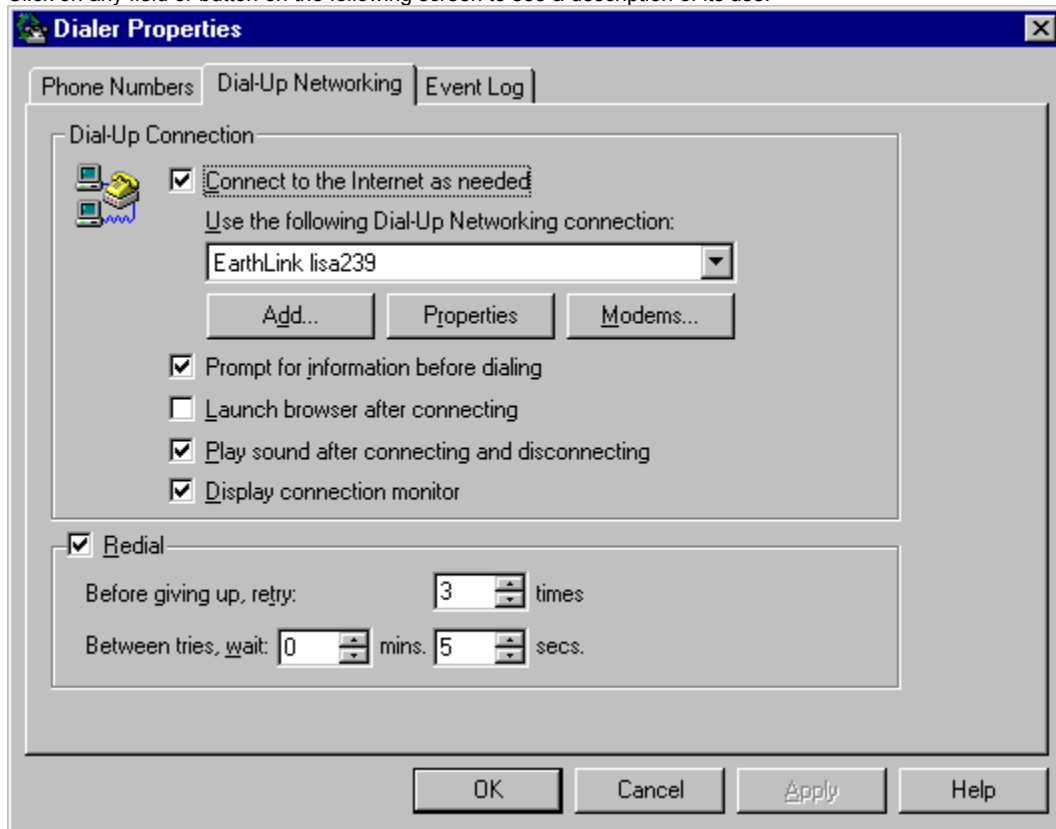 Click on any field or button on the following screen to see a description of its use.
Dialer Properties
Phone Numbers Dial-Up Networking Event Log
Dial-Up Connection
Connect to the Internet as needed
Use the following Dial-Up Networking connection:
EarthLink lisa239
Add... Properties Modems...
Prompt for information before dialing
Launch browser after connecting
Play sound after connecting and disconnecting
Display connection monitor
Redial
Before giving up, retry: 3 times
Between tries, wait: 0 mins. 5 secs.
OK Cancel Apply Help